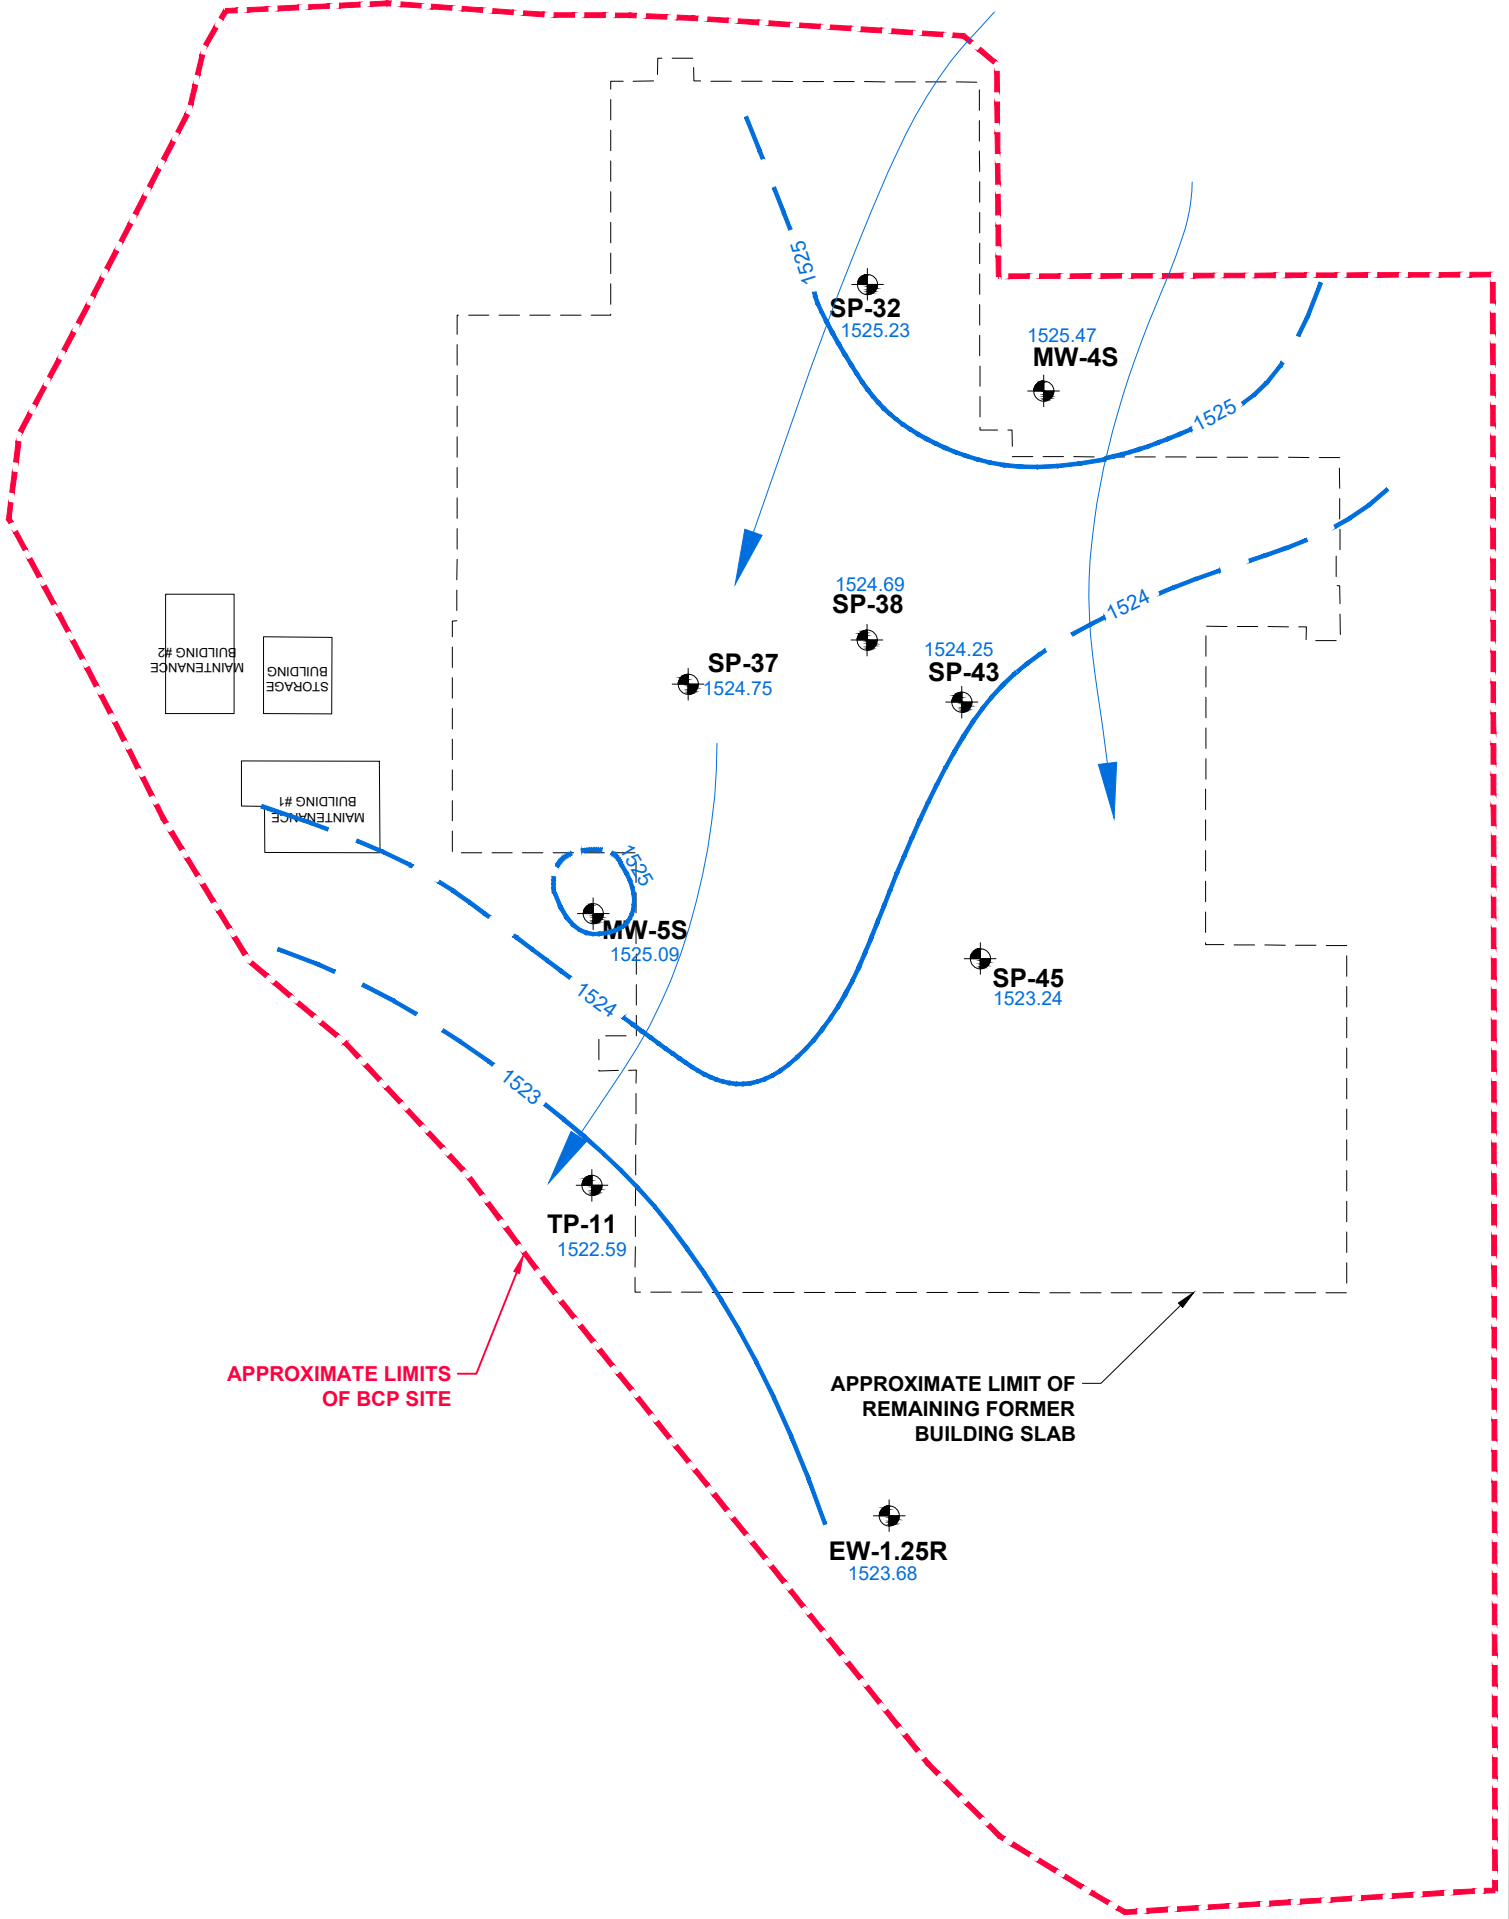 1525
SP-32
1525.23
1525.47
MW-4S
1525
1524.69
SP-38
1524
1524.25
SP-43
SP-37
1524.75
MAINTENANCE
BUILDING #2
STORAGE
BUILDING
MAINTENANCE
BUILDING #1
1525
MW-5S
1525.09
SP-45
1523.24
1524
1523
TP-11
1522.59
APPROXIMATE LIMITS
OF BCP SITE
APPROXIMATE LIMIT OF
REMAINING FORMER
BUILDING SLAB
EW-1.25R
1523.68